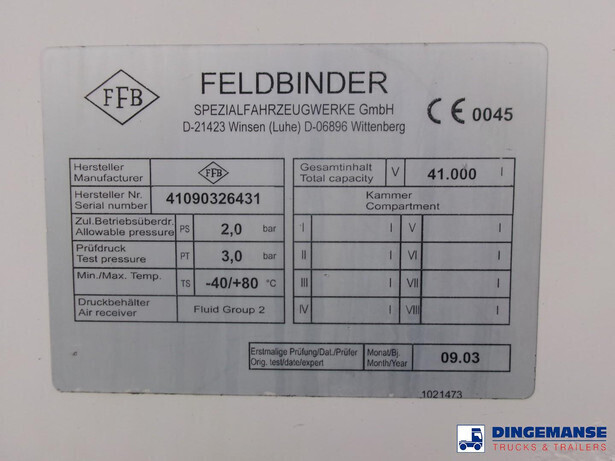 FFB
FELDBINDER
SPEZIALFAHRZEUGWERKE GmbH
D-21423 Winsen (Luhe) D-06896 Wittenberg
CE 0045
Hersteller
Manufacturer
FFB
Hersteller Nr.
Serial number
41090326431
Zul.Betriebsüberdr.
Allowable pressure
PS
2,0 bar
Prüfdruck
Test pressure
PT
3,0 bar
Min./Max. Temp.
TS
-40/+80 °C
Druckbehälter
Air receiver
Fluid Group 2
Gesamtinhalt
Total capacity
V
41.000 l
Kammer
Compartment
I l V l
II l VI l
III l VII l
IV l VIII l
Erstmalige Prüfung/Dat./Prüfer
Orig. test/date/expert
Monat/Bj.
Month/Year
09.03
1021473
DINGEMANSE
TRUCKS & TRAILERS